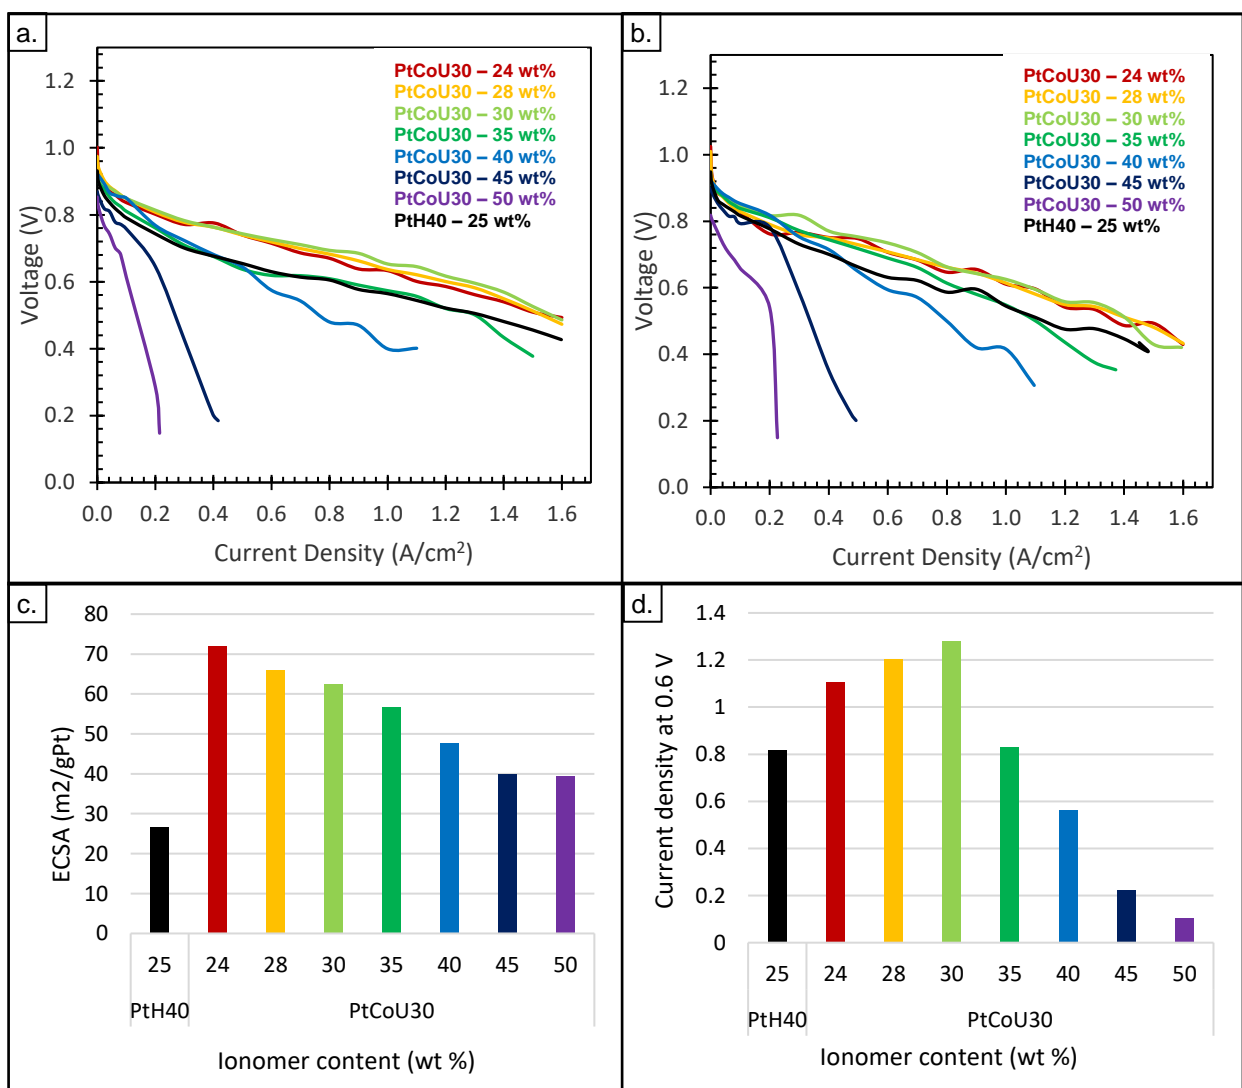 a.
PtCoU30 – 24 wt%
PtCoU30 – 28 wt%
PtCoU30 – 30 wt%
PtCoU30 – 35 wt%
PtCoU30 – 40 wt%
PtCoU30 – 45 wt%
PtCoU30 – 50 wt%
PtH40 – 25 wt%
Voltage (V)
1.2
1.0
0.8
0.6
0.4
0.2
0.0
0.0 0.2 0.4 0.6 0.8 1.0 1.2 1.4 1.6
Current Density (A/cm²)
b.
PtCoU30 – 24 wt%
PtCoU30 – 28 wt%
PtCoU30 – 30 wt%
PtCoU30 – 35 wt%
PtCoU30 – 40 wt%
PtCoU30 – 45 wt%
PtCoU30 – 50 wt%
PtH40 – 25 wt%
Voltage (V)
1.2
1.0
0.8
0.6
0.4
0.2
0.0
0.0 0.2 0.4 0.6 0.8 1.0 1.2 1.4 1.6
Current Density (A/cm²)
c.
ECSA (m2/gPt)
80
70
60
50
40
30
20
10
0
25 24 28 30 35 40 45 50
PtH40 PtCoU30
Ionomer content (wt %)
d.
Current density at 0.6 V
1.4
1.2
1
0.8
0.6
0.4
0.2
0
25 24 28 30 35 40 45 50
PtH40 PtCoU30
Ionomer content (wt %)